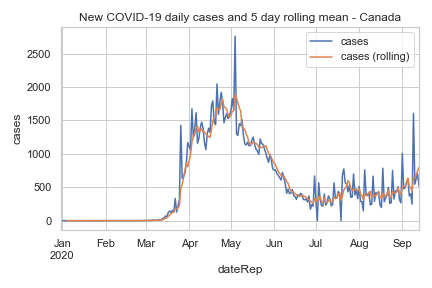 New COVID-19 daily cases and 5 day rolling mean - Canada
cases
cases (rolling)
2500
2000
1500
1000
500
0
cases
Jan Feb Mar Apr May Jun Jul Aug Sep
2020
dateRep